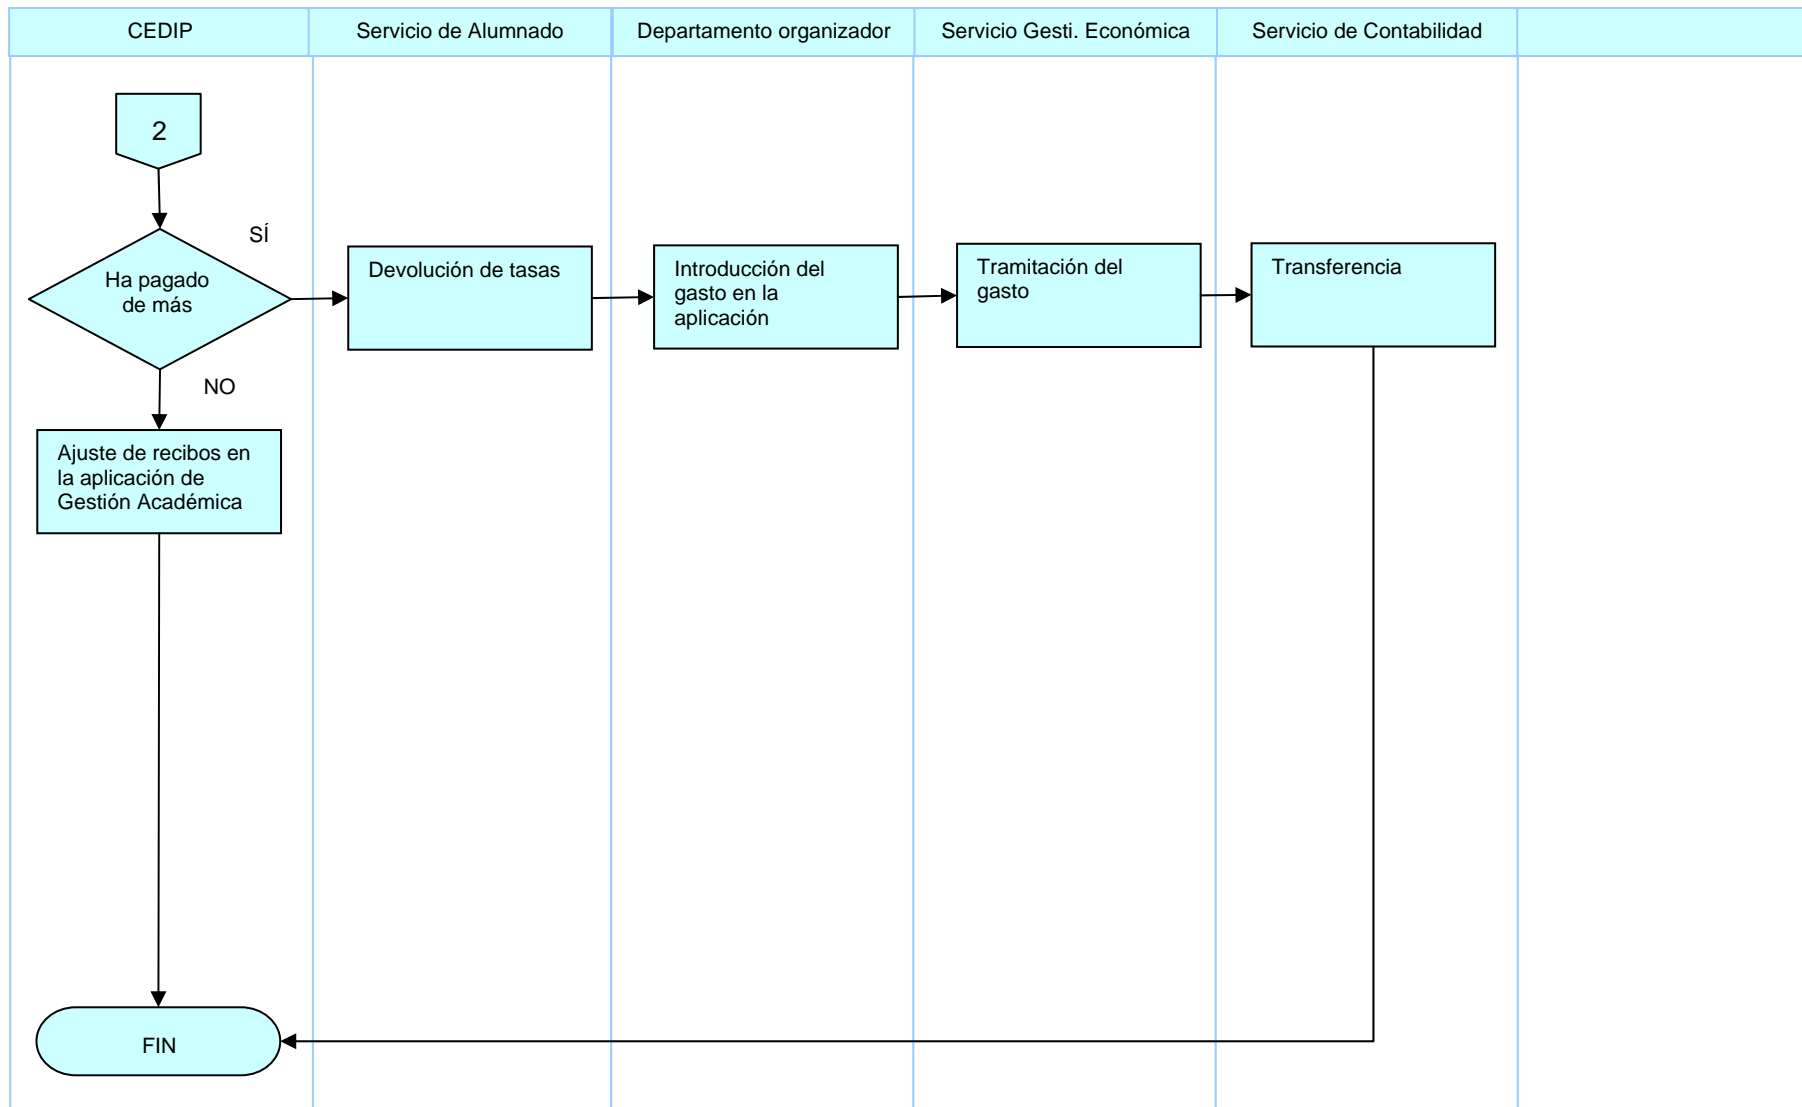 CEDIP
Servicio de Alumnado
Departamento organizador
Servicio Gesti. Económica
Servicio de Contabilidad
2
SÍ
Ha pagado
de más
Devolución de tasas
Introducción del
gasto en la
aplicación
Tramitación del
gasto
Transferencia
NO
Ajuste de recibos en
la aplicación de
Gestión Académica
FIN